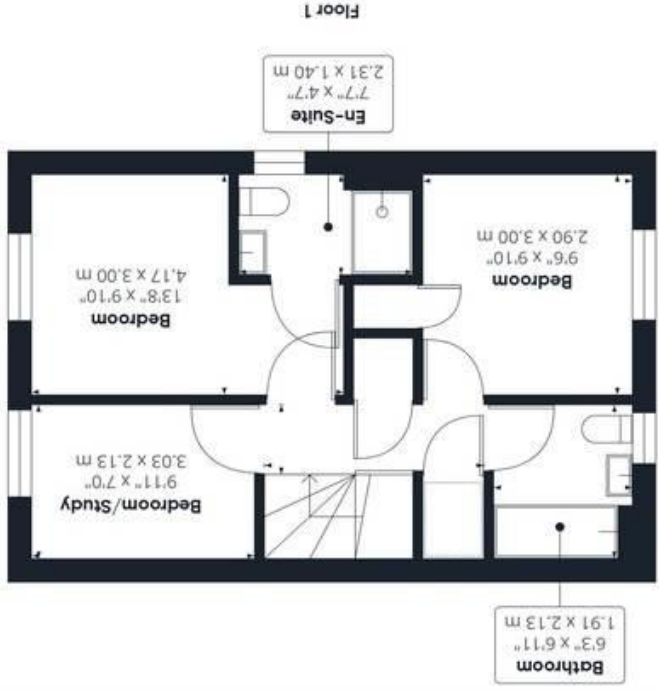 Bathroom
6'3" x 6'11"
1.91 x 2.13 m
Bedroom/Study
9'11" x 7'0"
3.03 x 2.13 m
Bedroom
9'6" x 9'10"
2.90 x 3.00 m
Bedroom
13'8" x 9'10"
4.17 x 3.00 m
En-Suite
7'7" x 4'7"
2.31 x 1.40 m
Floor 1